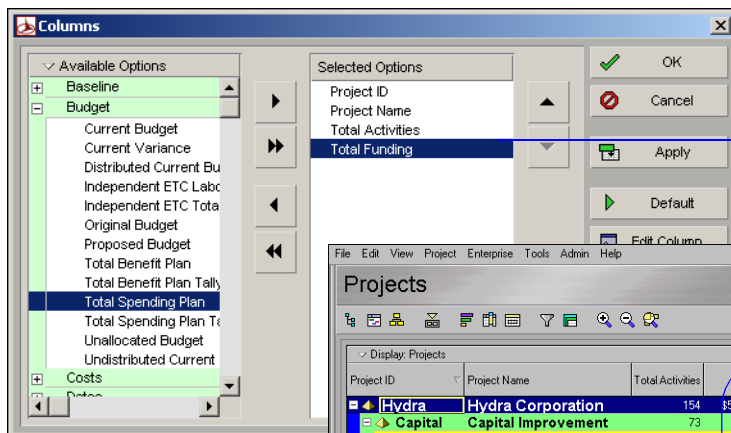 Columns
Available Options
Baseline
Budget
Current Budget
Current Variance
Distributed Current Bu
Independent ETC Labo
Independent ETC Tota
Original Budget
Proposed Budget
Total Benefit Plan
Total Benefit Plan Tally
Total Spending Plan
Total Spending Plan Ta
Unallocated Budget
Undistributed Current
Costs
Dates
Selected Options
Project ID
Project Name
Total Activities
Total Funding
OK
Cancel
Apply
Default
Edit Column
File Edit View Project Enterprise Tools Admin Help
Projects
Display: Projects
Project ID Project Name Total Activities
Hydra Hydra Corporation 154 $5
Capital Capital Improvement 73